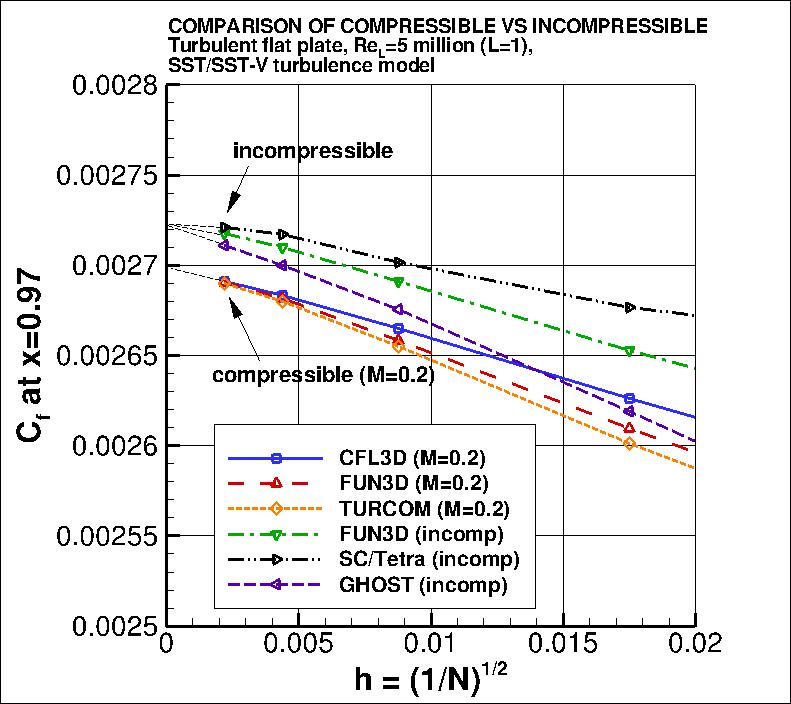 COMPARISON OF COMPRESSIBLE VS INCOMPRESSIBLE
Turbulent flat plate, Re_L=5 million (L=1),
SST/SST-V turbulence model
0.0028
0.00275
0.0027
0.00265
0.0026
0.00255
0.0025
C_f at x=0.97
incompressible
compressible (M=0.2)
CFL3D (M=0.2)
FUN3D (M=0.2)
TURCOM (M=0.2)
FUN3D (incomp)
SC/Tetra (incomp)
GHOST (incomp)
0 0.005 0.01 0.015 0.02
h = (1/N)^1/2